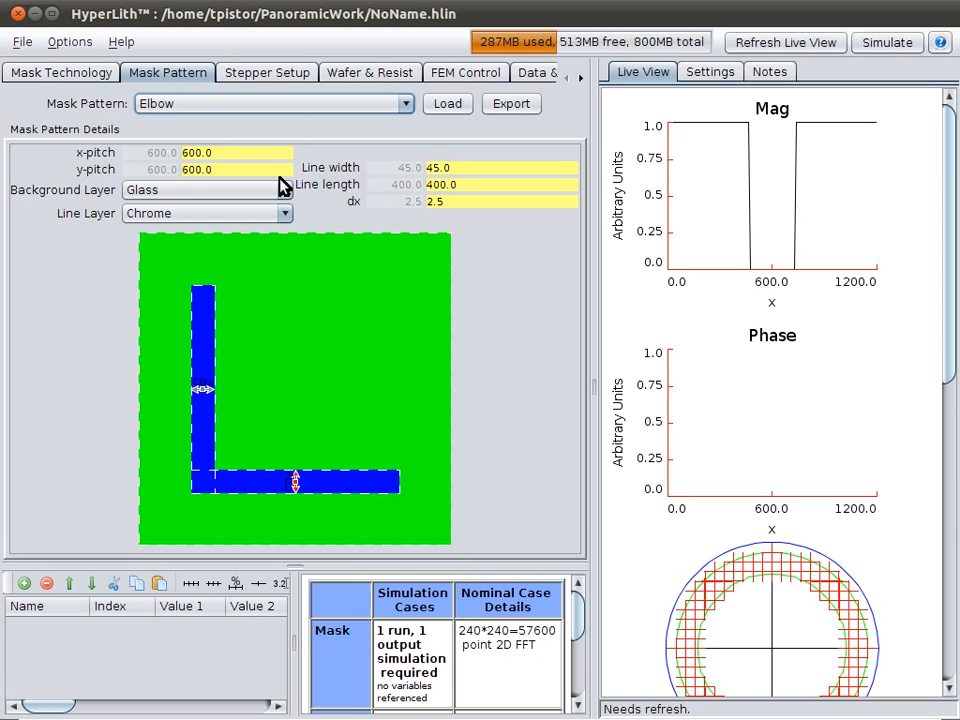 HyperLith™ : /home/tpistor/PanoramicWork/NoName.hlin
File Options Help
287MB used, 513MB free, 800MB total
Refresh Live View
Simulate
Mask Technology
Mask Pattern
Stepper Setup
Wafer & Resist
FEM Control
Data &
Mask Pattern: Elbow
Load
Export
Mask Pattern Details
x-pitch 600.0 600.0
y-pitch 600.0 600.0
Background Layer Glass
Line Layer Chrome
Line width 45.0 45.0
Line length 400.0 400.0
dx 2.5 2.5
3.2
Name Index Value 1 Value 2
Simulation Cases
Nominal Case Details
Mask
1 run, 1
output
simulation
required
no variables
referenced
240*240=57600
point 2D FFT
Live View
Settings
Notes
Mag
Arbitrary Units
1.0
0.75
0.5
0.25
0.0
0.0 600.0 1200.0
x
Phase
Arbitrary Units
1.0
0.75
0.5
0.25
0.0
0.0 600.0 1200.0
x
Needs refresh.